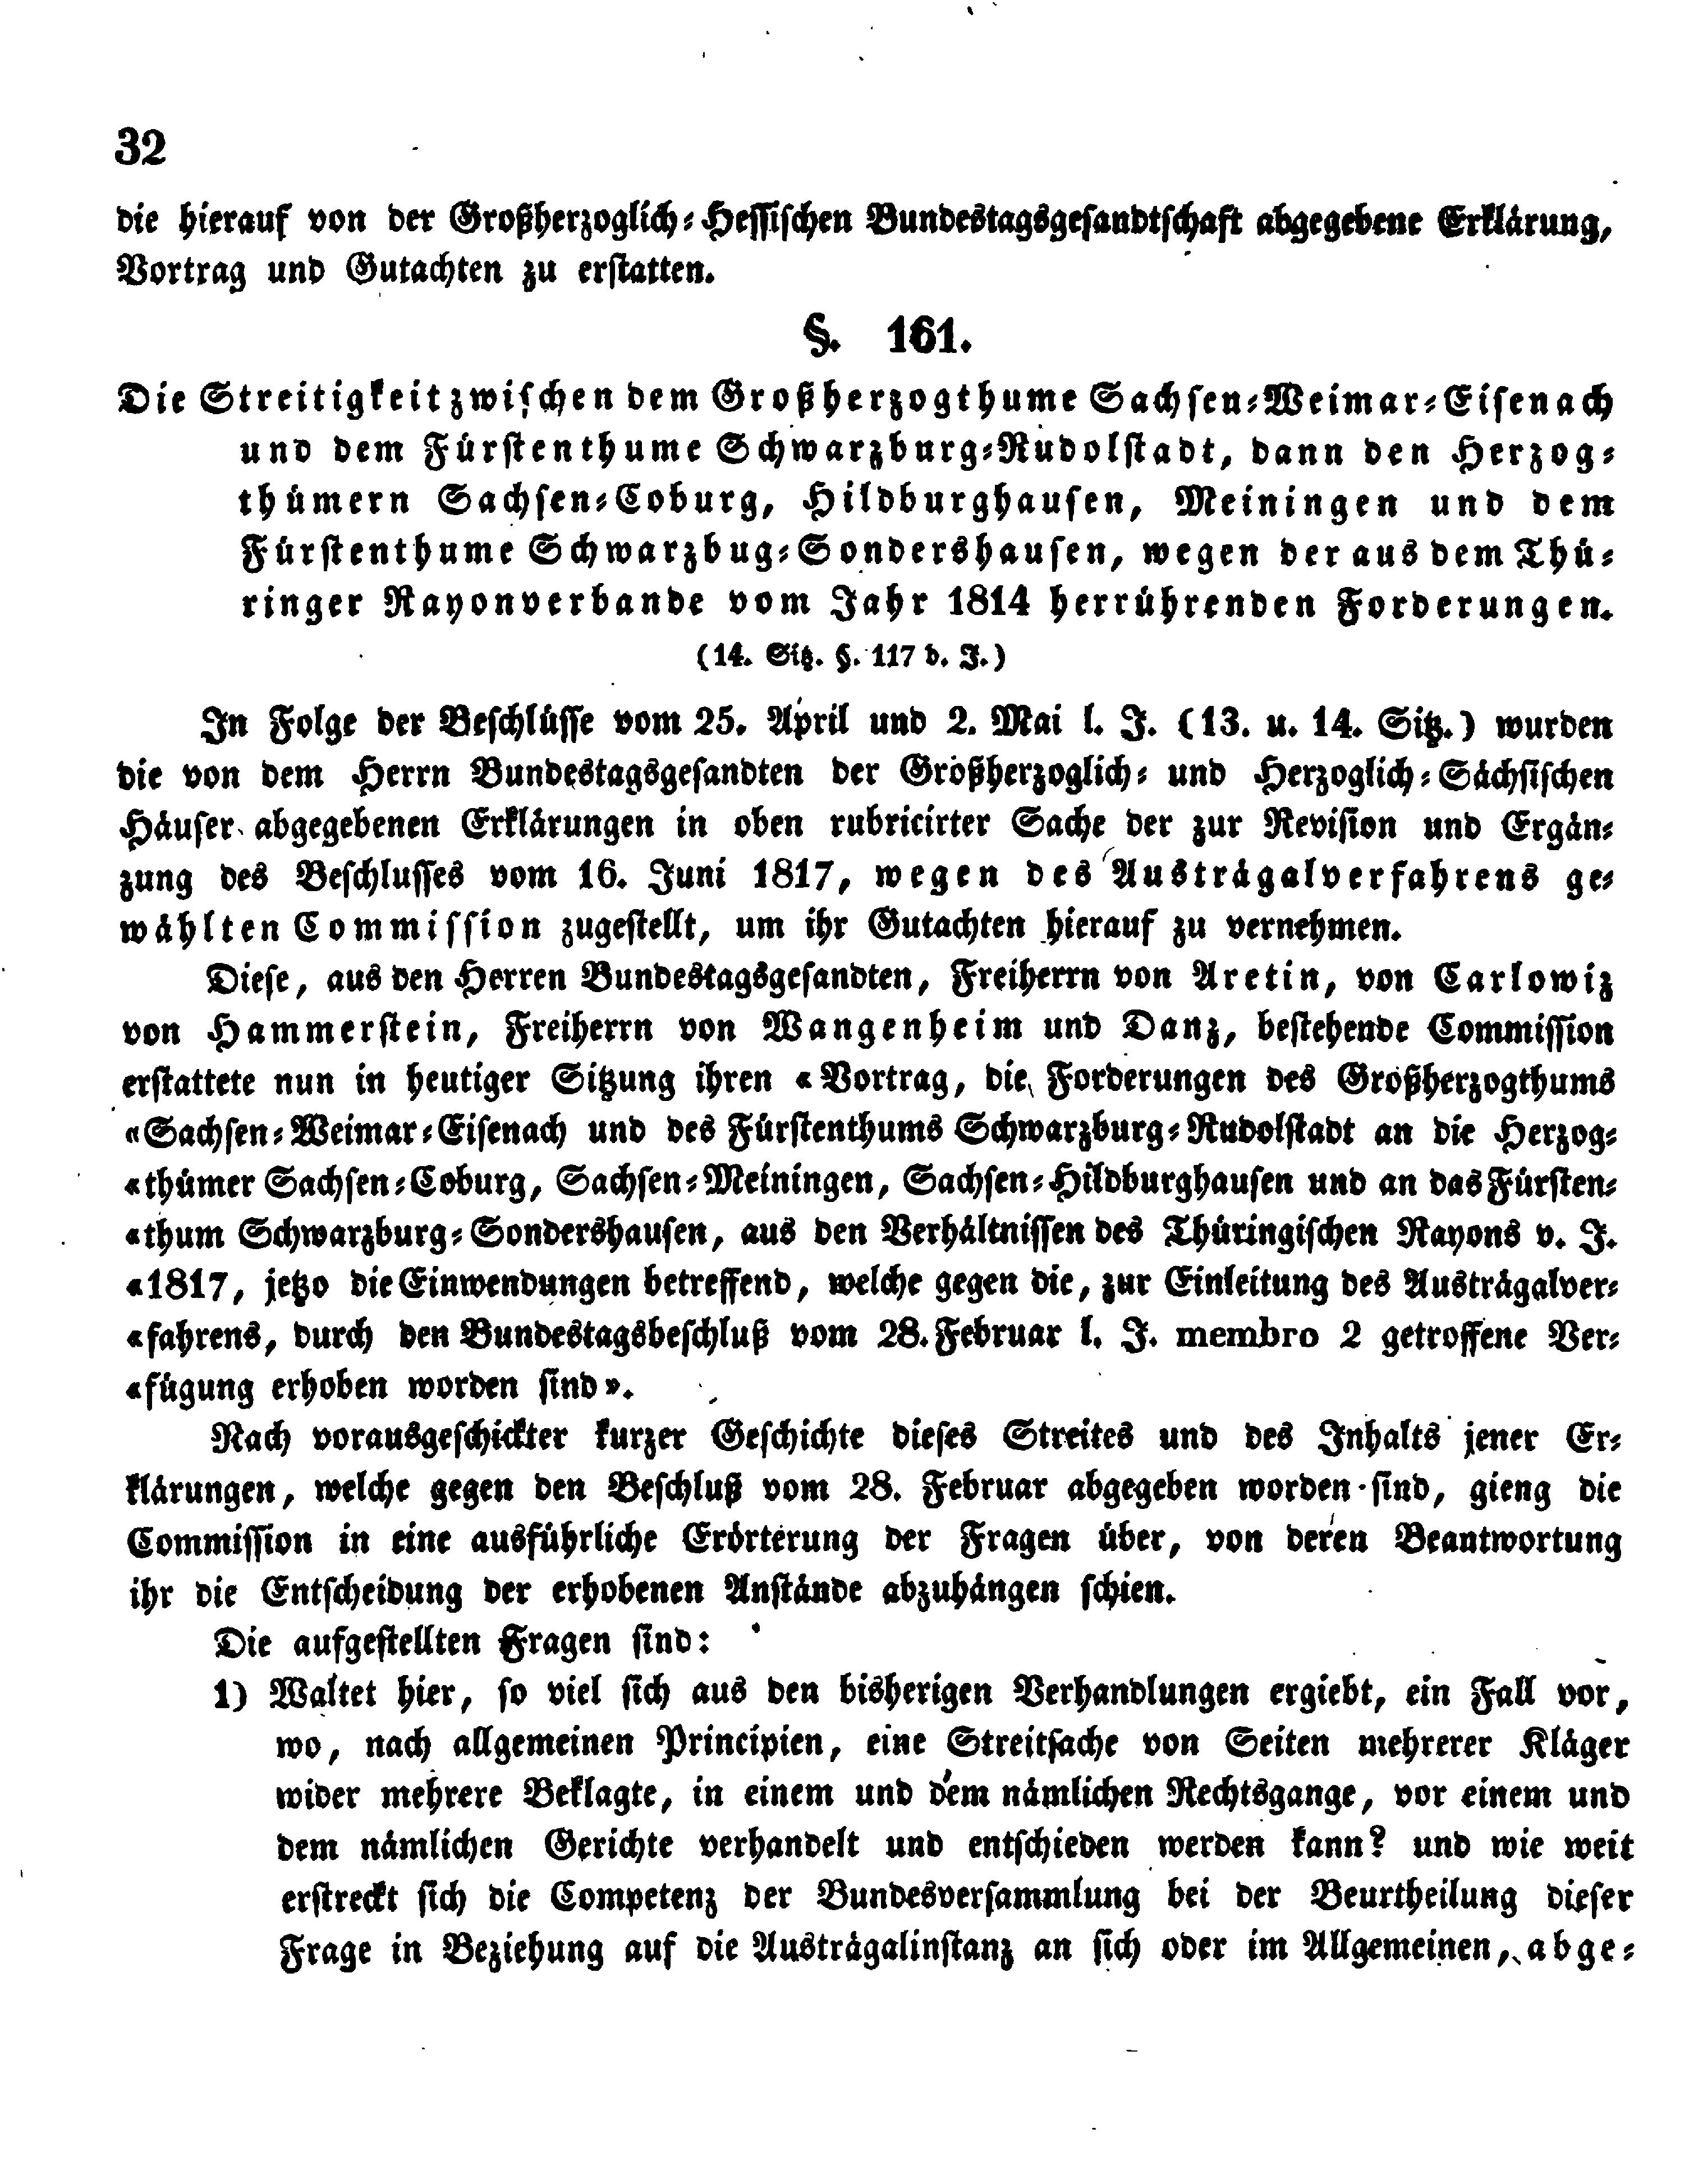 32
die hierauf von der Großherzoglich-Hessischen Bundestagsgesandtschaft abgegebene Erklärung,
Vortrag und Gutachten zu erstatten.
§. 161.
Die Streitigkeit zwischen dem Großherzogthume Sachsen-Weimar-Eisenach
und dem Fürstenthume Schwarzburg-Rudolstadt, dann den Herzog-
thümern Sachsen-Coburg, Hildburghausen, Meiningen und dem
Fürstenthume Schwarzbug-Sondershausen, wegen der aus dem Thü-
ringer Rayonverbande vom Jahr 1814 herrührenden Forderungen.
(14. Sitz. §. 117 d. J.)
In Folge der Beschlüsse vom 25. April und 2. Mai l. J. (13. u. 14. Sitz.) wurden
die von dem Herrn Bundestagsgesandten der Großherzoglich- und Herzoglich-Sächsischen
Häuser abgegebenen Erklärungen in oben rubricirter Sache der zur Revision und Ergän-
zung des Beschlusses vom 16. Juni 1817, wegen des Austrägalverfahrens ge-
wählten Commission zugestellt, um ihr Gutachten hierauf zu vernehmen.
Diese, aus den Herren Bundestagsgesandten, Freiherrn von Aretin, von Carlowiz
von Hammerstein, Freiherrn von Wangenheim und Danz, bestehende Commission
erstattete nun in heutiger Sitzung ihren «Vortrag, die Forderungen des Großherzogthums
«Sachsen-Weimar-Eisenach und des Fürstenthums Schwarzburg-Rudolstadt an die Herzog-
«thümer Sachsen-Coburg, Sachsen-Meiningen, Sachsen-Hildburghausen und an das Fürsten-
«thum Schwarzburg-Sondershausen, aus den Verhältnissen des Thüringischen Rayons v. J.
«1817, jetzo die Einwendungen betreffend, welche gegen die, zur Einleitung des Austrägalver-
«fahrens, durch den Bundestagsbeschluß vom 28. Februar l. J. membro 2 getroffene Ver-
«fügung erhoben worden sind».
Nach vorausgeschickter kurzer Geschichte dieses Streites und des Inhalts jener Er-
klärungen, welche gegen den Beschluß vom 28. Februar abgegeben worden sind, gieng die
Commission in eine ausführliche Erörterung der Fragen über, von deren Beantwortung
ihr die Entscheidung der erhobenen Anstände abzuhängen schien.
Die aufgestellten Fragen sind:
1) Waltet hier, so viel sich aus den bisherigen Verhandlungen ergiebt, ein Fall vor,
wo, nach allgemeinen Principien, eine Streitsache von Seiten mehrerer Kläger
wider mehrere Beklagte, in einem und dem nämlichen Rechtsgange, vor einem und
dem nämlichen Gerichte verhandelt und entschieden werden kann? und wie weit
erstreckt sich die Competenz der Bundesversammlung bei der Beurtheilung dieser
Frage in Beziehung auf die Austrägalinstanz an sich oder im Allgemeinen, abge-